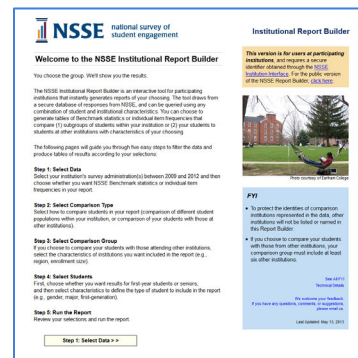 NSSE national survey of
student engagement
Welcome to the NSSE Institutional Report Builder
You choose the group. We'll show you the results.
The NSSE Institutional Report Builder is an interactive tool for participating
institutions that instantly generates reports of your choosing. The tool draws from
a secure database of responses from NSSE, and can be queried using any
combination of student and institutional characteristics. You can choose to
generate tables of Benchmark statistics or individual item frequencies that
compare (1) subgroups of students within your institution or (2) your students to
students at other institutions with characteristics of your choosing.
The following pages will guide you through five easy steps to filter the data and
produce tables of results according to your selections.
Step 1: Select Data
Select your institution's survey administration(s) between 2009 and 2012 and then
choose whether you want NSSE Benchmark statistics or individual item
frequencies in your report.
Step 2: Select Comparison Type
Select how to compare students in your report (comparison of different student
populations within your institution, or comparison of your students with those at
other institutions).
Step 3: Select Comparison Group
If you choose to compare your students with those attending other institutions,
select the characteristics of institutions you want included in the report (e.g.,
region, enrollment size).
Step 4: Select Students
First, choose whether you want results for first-year students or seniors,
and then select characteristics to define the type of student to include in the report
(e.g., gender, major, first-generation).
Step 5: Run the Report
Review your selections and run the report.
Step 1: Select Data > >
Institutional Report Builder
This version is for users at participating
institutions, and requires a secure
identifier obtained through the NSSE
Institution Interface. For the public version
of the NSSE Report Builder, click here.
Photo courtesy of Earlham College
FYI
• To protect the identities of comparison
institutions represented in the data, other
institutions will not be listed or named in
this Report Builder.
• If you choose to compare your students
with those from other institutions, your
comparison group must include at least
six other institutions.
See AEP11
Technical Details
We welcome your feedback.
If you have any questions, comments, or suggestions,
please email us.
Last Updated: May 13, 2013